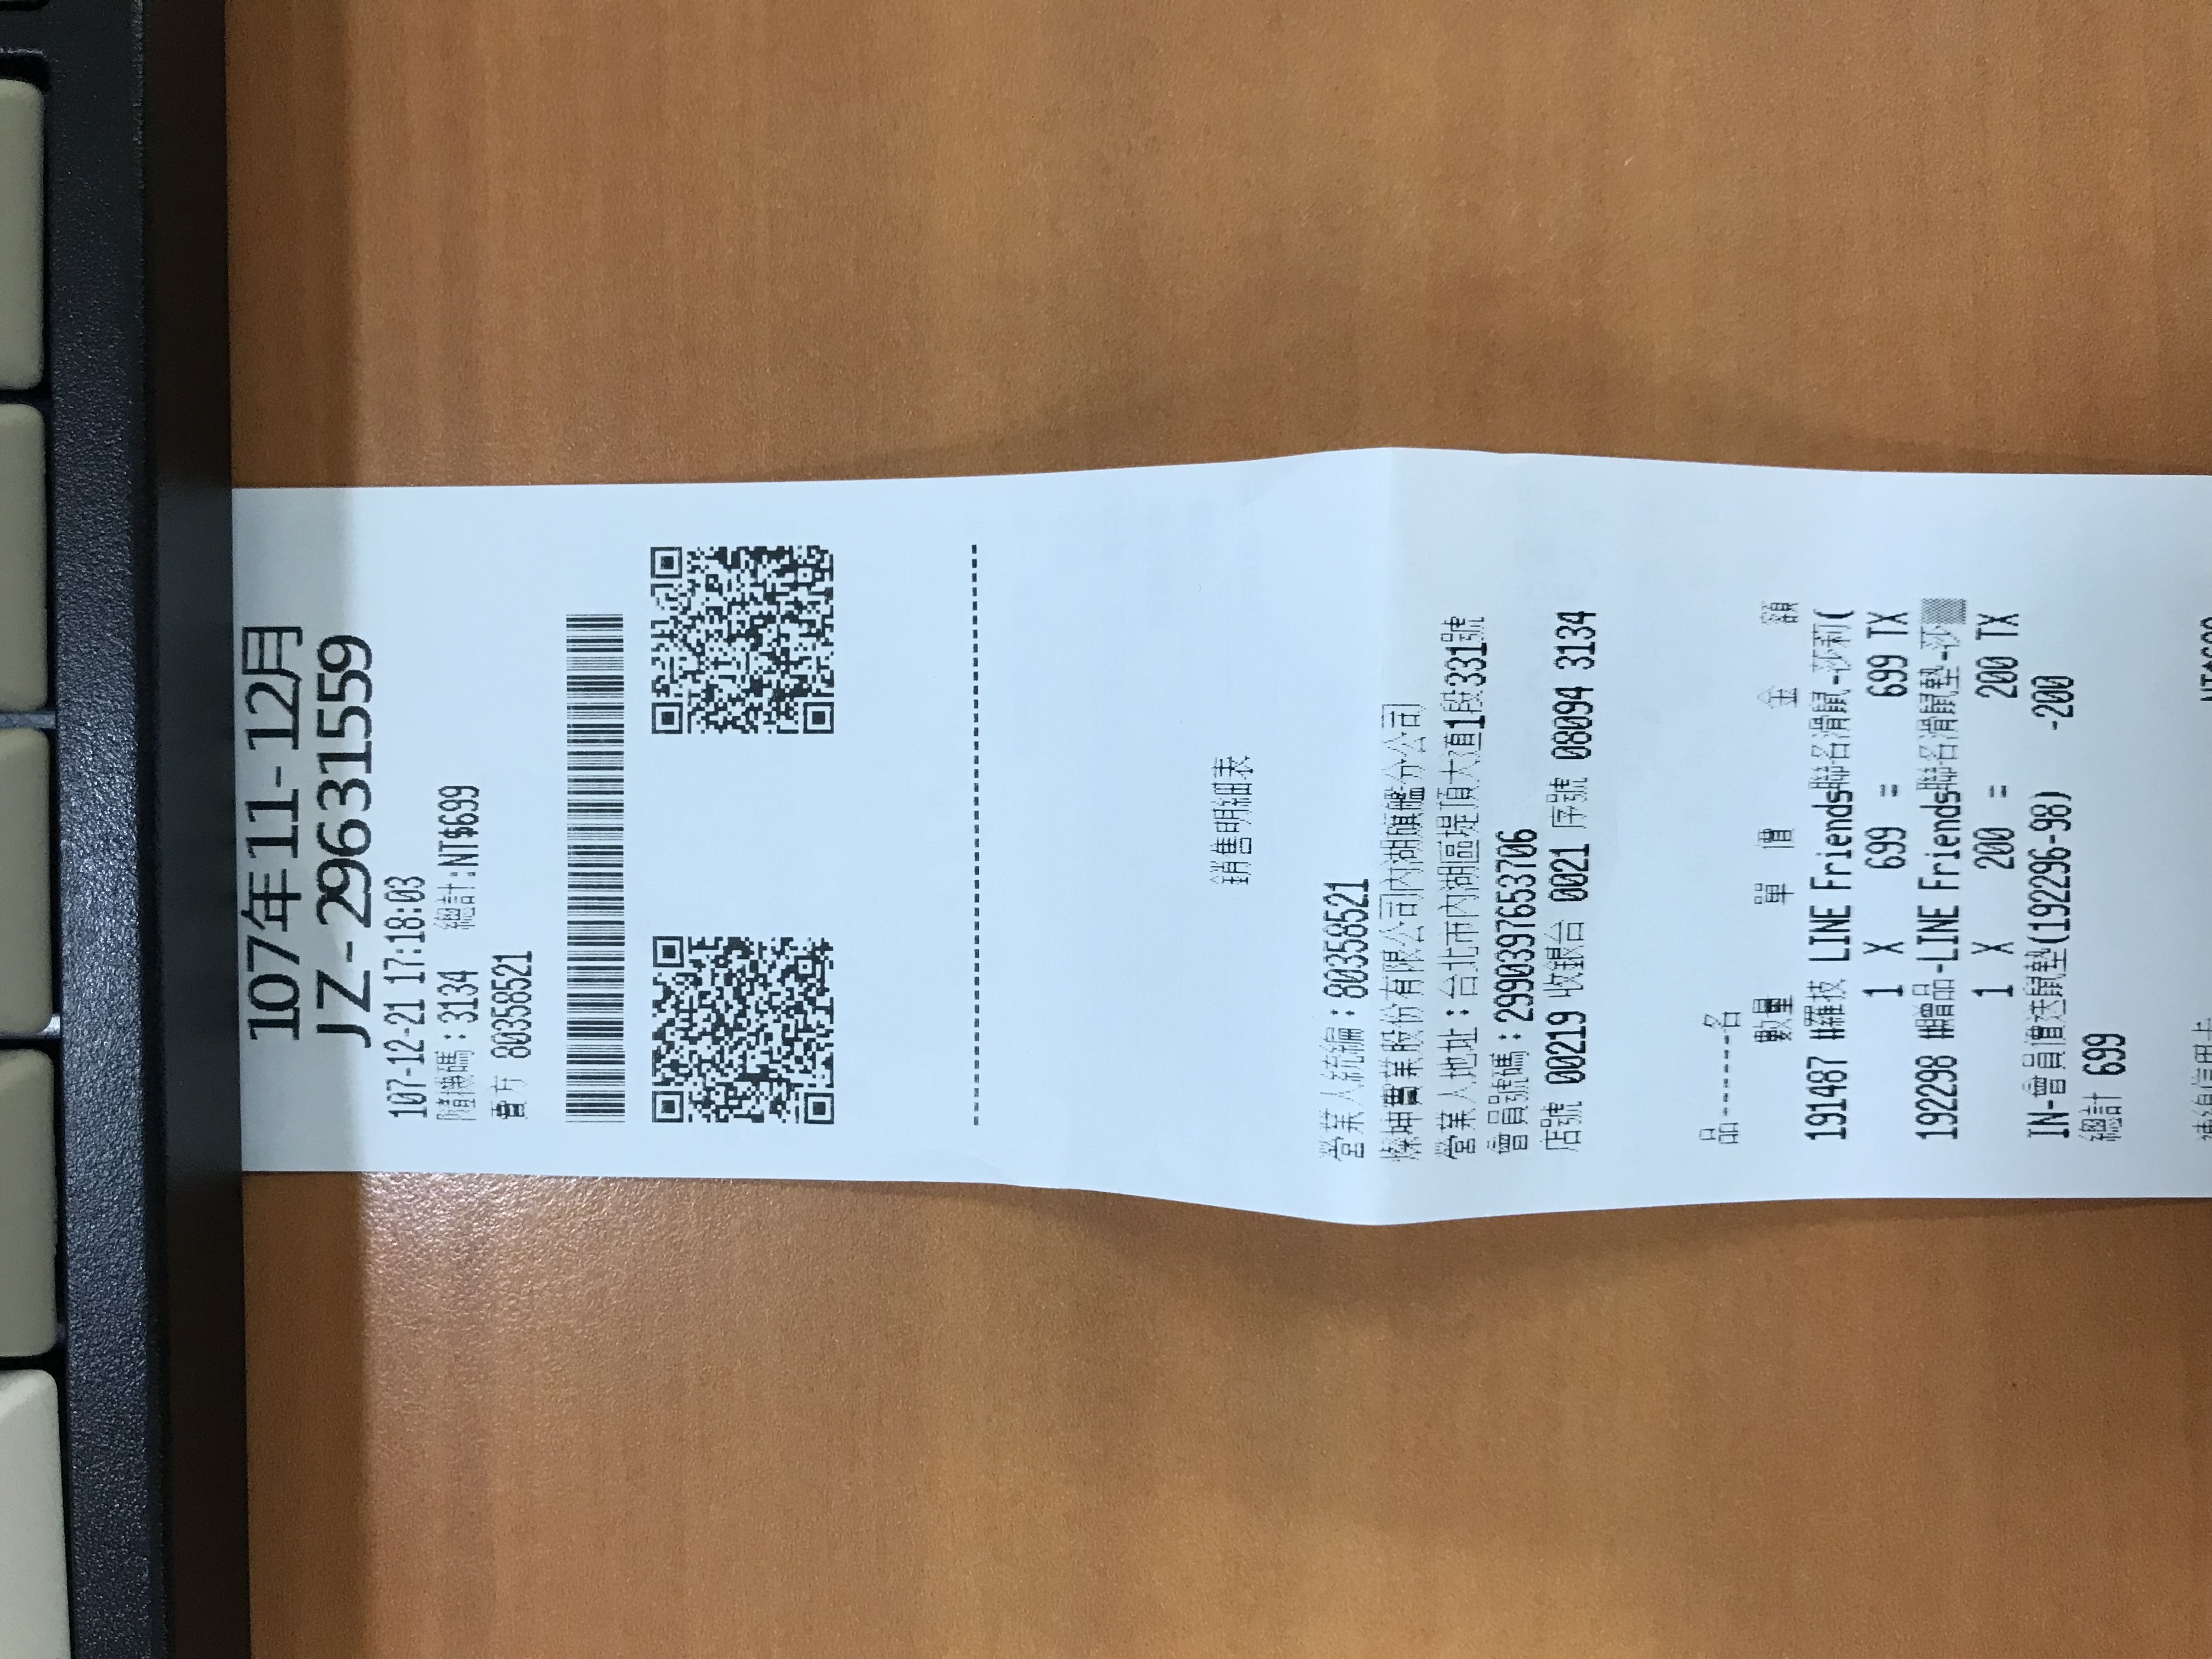 107年11-12月
JZ-29631559
107-12-21 17:18:03
隨機碼：3134 總計:NT$699
賣方 80358521
銷售明細表
營業人統編：80358521
燦坤實業股份有限公司內湖旗艦分公司
營業人地址：台北市內湖區堤頂大道1段331號
會員號碼：2990397653706
店號 00219 收銀台 0021 序號 08094 3134
品------名
數量 單 價 金 額
191487 #羅技 LINE Friends聯名滑鼠-莎莉(
1 X 699 = 699 TX
192298 #贈品-LINE Friends聯名滑鼠墊-莎
1 X 200 = 200 TX
IN-會員價送鼠墊(192296-98) -200
總計 699
連線信用卡 NT$699